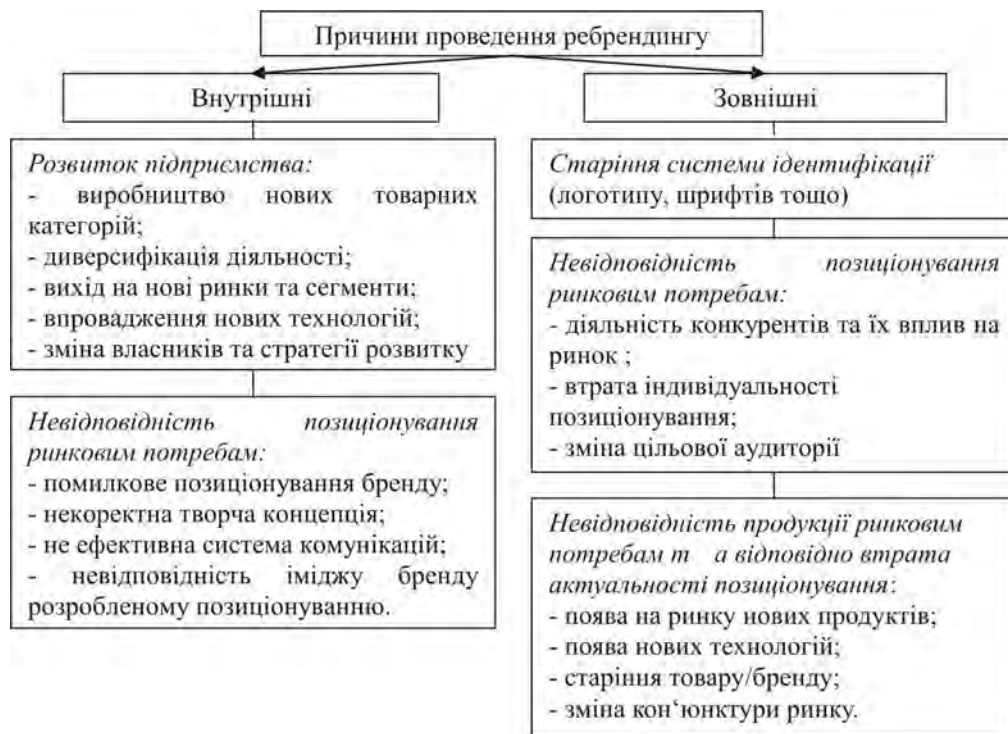 Причини проведення ребрендингу
Внутрішні
Розвиток підприємства:
- виробництво нових товарних
категорій;
- диверсифікація діяльності;
- вихід на нові ринки та сегменти;
- впровадження нових технологій;
- зміна власників та стратегії розвитку
Невідповідність позиціонування
ринковим потребам:
- помилкове позиціонування бренду;
- некоректна творча концепція;
- не ефективна система комунікацій;
- невідповідність іміджу бренду
розробленому позиціонуванню.
Зовнішні
Старіння системи ідентифікації
(логотипу, шрифтів тощо)
Невідповідність позиціонування
ринковим потребам:
- діяльність конкурентів та їх вплив на
ринок ;
- втрата індивідуальності
позиціонування;
- зміна цільової аудиторії
Невідповідність продукції ринковим
потребам т а відповідно втрата
актуальності позиціонування:
- поява на ринку нових продуктів;
- поява нових технологій;
- старіння товару/бренду;
- зміна кон‘юнктури ринку.